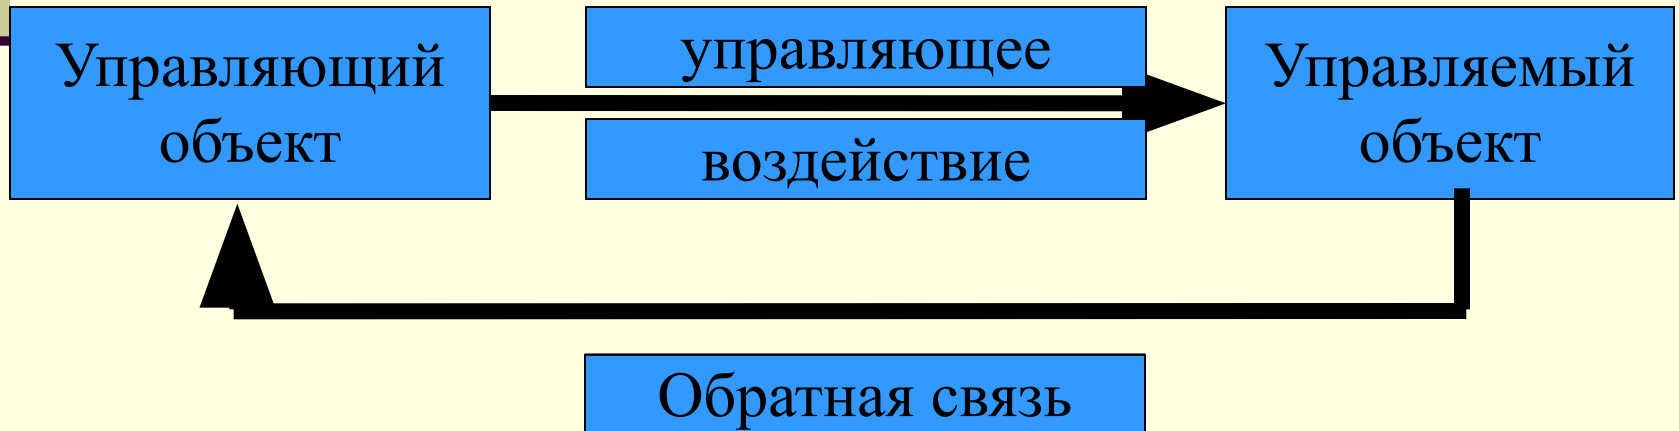 Управляющий
объект
управляющее
воздействие
Управляемый
объект
Обратная связь